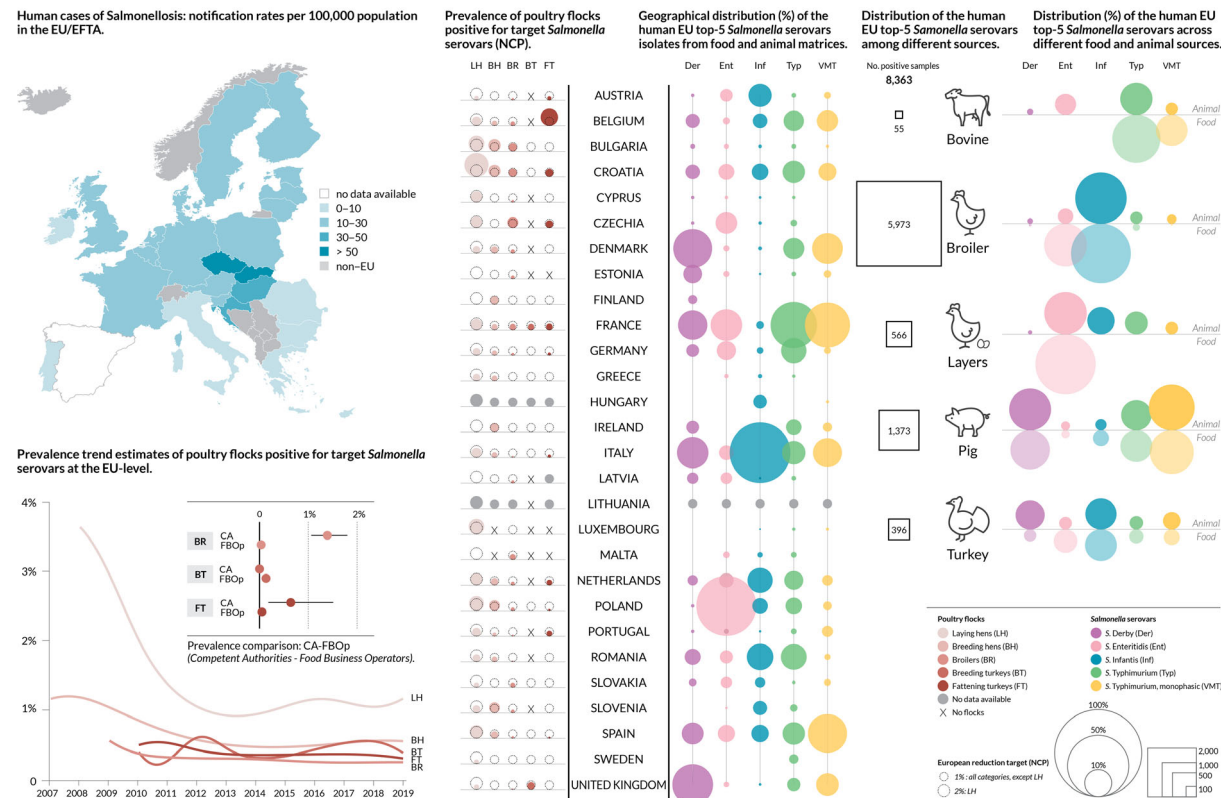 Human cases of Salmonellosis: notification rates per 100,000 population
in the EU/EFTA.
no data available
0–10
10–30
30–50
> 50
non–EU
Prevalence trend estimates of poultry flocks positive for target Salmonella
serovars at the EU-level.
4%
3%
2%
1%
0
2007 2008 2009 2010 2011 2012 2013 2014 2015 2016 2017 2018 2019
LH
BH
BT
FT
BR
0 1% 2%
BR CA
FBOp
BT CA
FBOp
FT CA
FBOp
Prevalence comparison: CA-FBOp
(Competent Authorities - Food Business Operators).
Prevalence of poultry flocks
positive for target Salmonella
serovars (NCP).
LH BH BR BT FT
Geographical distribution (%) of the
human EU top-5 Salmonella serovars
isolates from food and animal matrices.
Der Ent Inf Typ VMT
X AUSTRIA
X BELGIUM
BULGARIA
CROATIA
X CYPRUS
X CZECHIA
DENMARK
X X ESTONIA
FINLAND
FRANCE
GERMANY
GREECE
HUNGARY
IRELAND
ITALY
X LATVIA
X LITHUANIA
X X X LUXEMBOURG
X X X MALTA
X NETHERLANDS
POLAND
X PORTUGAL
X ROMANIA
X SLOVAKIA
X SLOVENIA
SPAIN
SWEDEN
UNITED KINGDOM
Distribution of the human
EU top-5 Samonella serovars
among different sources.
No. positive samples
8,363
55
Bovine
5,973
Broiler
566
Layers
1,373
Pig
396
Turkey
Distribution (%) of the human EU
top-5 Salmonella serovars across
different food and animal sources.
Der Ent Inf Typ VMT
Animal
Food
Animal
Food
Animal
Food
Animal
Food
Animal
Food
Poultry flocks
Laying hens (LH)
Breeding hens (BH)
Broilers (BR)
Breeding turkeys (BT)
Fattening turkeys (FT)
No data available
X No flocks
Salmonella serovars
S. Derby (Der)
S. Enteritidis (Ent)
S. Infantis (Inf)
S. Typhimurium (Typ)
S. Typhimurium, monophasic (VMT)
European reduction target (NCP)
1% : all categories, except LH
2%: LH
100%
50%
10%
2,000
1,000
500
100